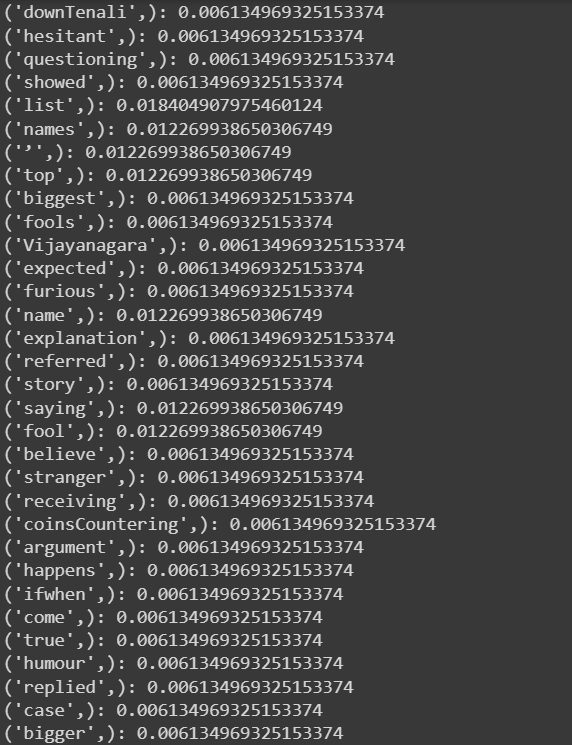 ('downTenali',): 0.006134969325153374
('hesitant',): 0.006134969325153374
('questioning',): 0.006134969325153374
('showed',): 0.006134969325153374
('list',): 0.018404907975460124
('names',): 0.012269938650306749
('’',): 0.012269938650306749
('top',): 0.012269938650306749
('biggest',): 0.006134969325153374
('fools',): 0.006134969325153374
('Vijayanagara',): 0.006134969325153374
('expected',): 0.006134969325153374
('furious',): 0.006134969325153374
('name',): 0.012269938650306749
('explanation',): 0.006134969325153374
('referred',): 0.006134969325153374
('story',): 0.006134969325153374
('saying',): 0.012269938650306749
('fool',): 0.012269938650306749
('believe',): 0.006134969325153374
('stranger',): 0.006134969325153374
('receiving',): 0.006134969325153374
('coinsCountering',): 0.006134969325153374
('argument',): 0.006134969325153374
('happens',): 0.006134969325153374
('ifwhen',): 0.006134969325153374
('come',): 0.006134969325153374
('true',): 0.006134969325153374
('humour',): 0.006134969325153374
('replied',): 0.006134969325153374
('case',): 0.006134969325153374
('bigger',): 0.006134969325153374